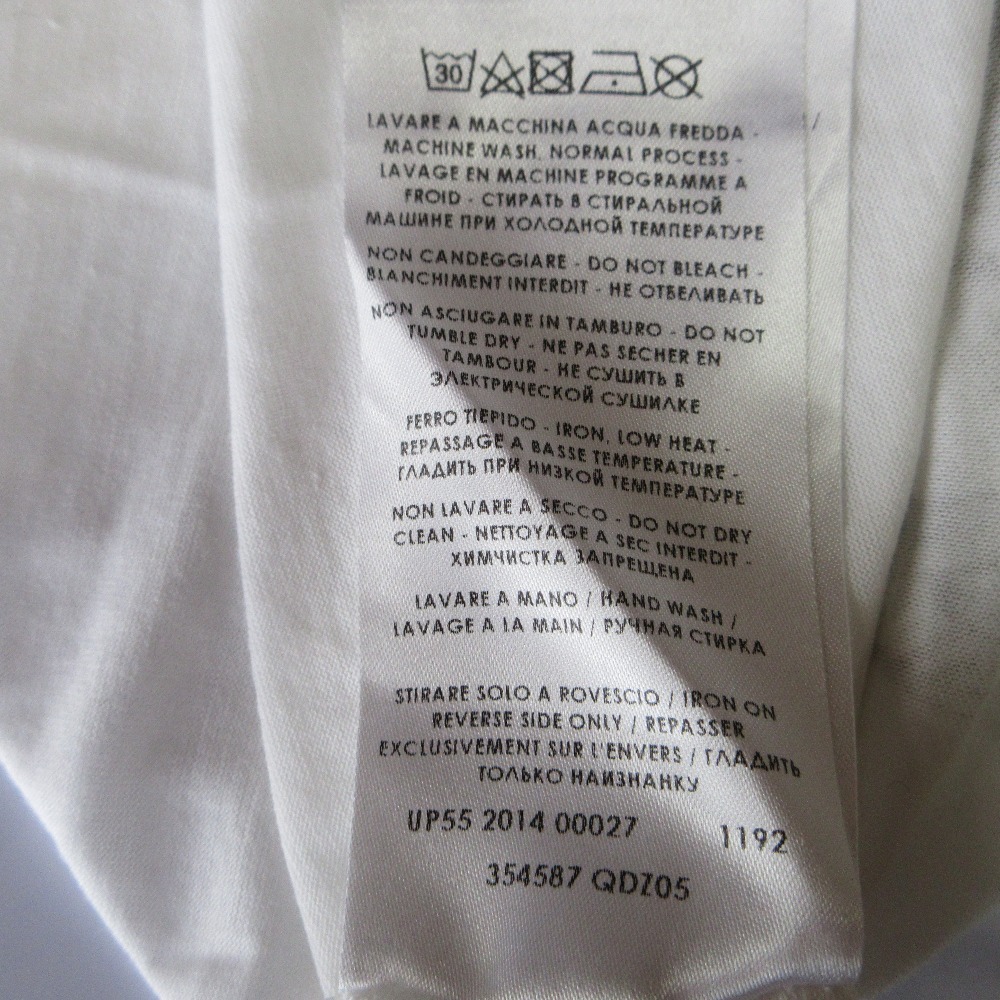 30
LAVARE A MACCHINA ACQUA FREDDA -
MACHINE WASH, NORMAL PROCESS -
LAVAGE EN MACHINE PROGRAMME A
FROID - СТИРАТЬ В СТИРАЛЬНОЙ
МАШИНЕ ПРИ ХОЛОДНОЙ ТЕМПЕРАТУРЕ
NON CANDEGGIARE - DO NOT BLEACH -
BLANCHIMENT INTERDIT - НЕ ОТБЕЛИВАТЬ
NON ASCIUGARE IN TAMBURO - DO NOT
TUMBLE DRY - NE PAS SECHER EN
TAMBOUR - НЕ СУШИТЬ В
ЭЛЕКТРИЧЕСКОЙ СУШИЛКЕ
FERRO TIEPIDO - IRON, LOW HEAT -
REPASSAGE A BASSE TEMPERATURE -
ГЛАДИТЬ ПРИ НИЗКОЙ ТЕМПЕРАТУРЕ
NON LAVARE A SECCO - DO NOT DRY
CLEAN - NETTOYAGE A SEC INTERDIT -
ХИМЧИСТКА ЗАПРЕЩЕНА
LAVARE A MANO / HAND WASH /
LAVAGE A LA MAIN / РУЧНАЯ СТИРКА
STIRARE SOLO A ROVESCIO / IRON ON
REVERSE SIDE ONLY / REPASSER
EXCLUSIVEMENT SUR L'ENVERS / ГЛАДИТЬ
ТОЛЬКО НАИЗНАНКУ
UP55 2014 00027 1192
354587 QDZ05